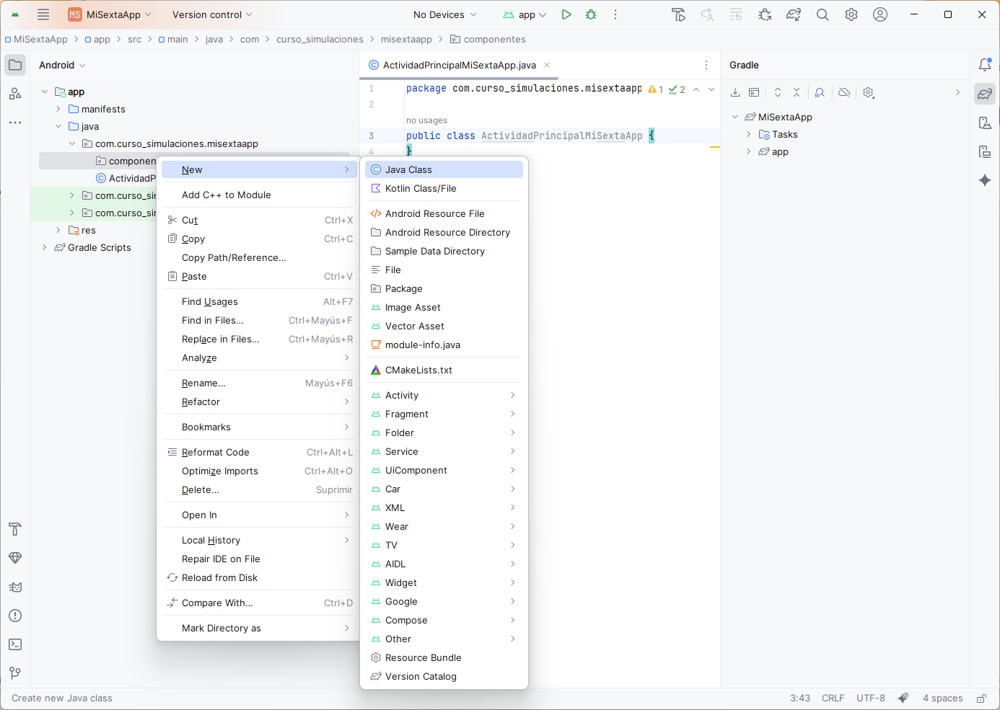 MS MiSextaApp Version control No Devices app
MiSextaApp app src main java com curso_simulaciones misextaapp componentes
Android
app
manifests
java
com.curso_simulaciones.misextaapp
componen
ActividadP
com.curso_si
com.curso_si
res
Gradle Scripts
New
Add C++ to Module
Cut Ctrl+X
Copy Ctrl+C
Copy Path/Reference...
Paste Ctrl+V
Find Usages Alt+F7
Find in Files... Ctrl+Mayús+F
Replace in Files... Ctrl+Mayús+R
Analyze
Rename... Mayús+F6
Refactor
Bookmarks
Reformat Code Ctrl+Alt+L
Optimize Imports Ctrl+Alt+O
Delete... Suprimir
Open In
Local History
Repair IDE on File
Reload from Disk
Compare With... Ctrl+D
Mark Directory as
Java Class
Kotlin Class/File
Android Resource File
Android Resource Directory
Sample Data Directory
File
Package
Image Asset
Vector Asset
module-info.java
CMakeLists.txt
Activity
Fragment
Folder
Service
UiComponent
Car
XML
Wear
TV
AIDL
Widget
Google
Compose
Other
Resource Bundle
Version Catalog
ActividadPrincipalMiSextaApp.java
1 package com.curso_simulaciones.misextaapp 1 2
2
no usages
3 public class ActividadPrincipalMiSextaApp {
4 }
Gradle
MiSextaApp
Tasks
app
Create new Java class 3:43 CRLF UTF-8 4 spaces